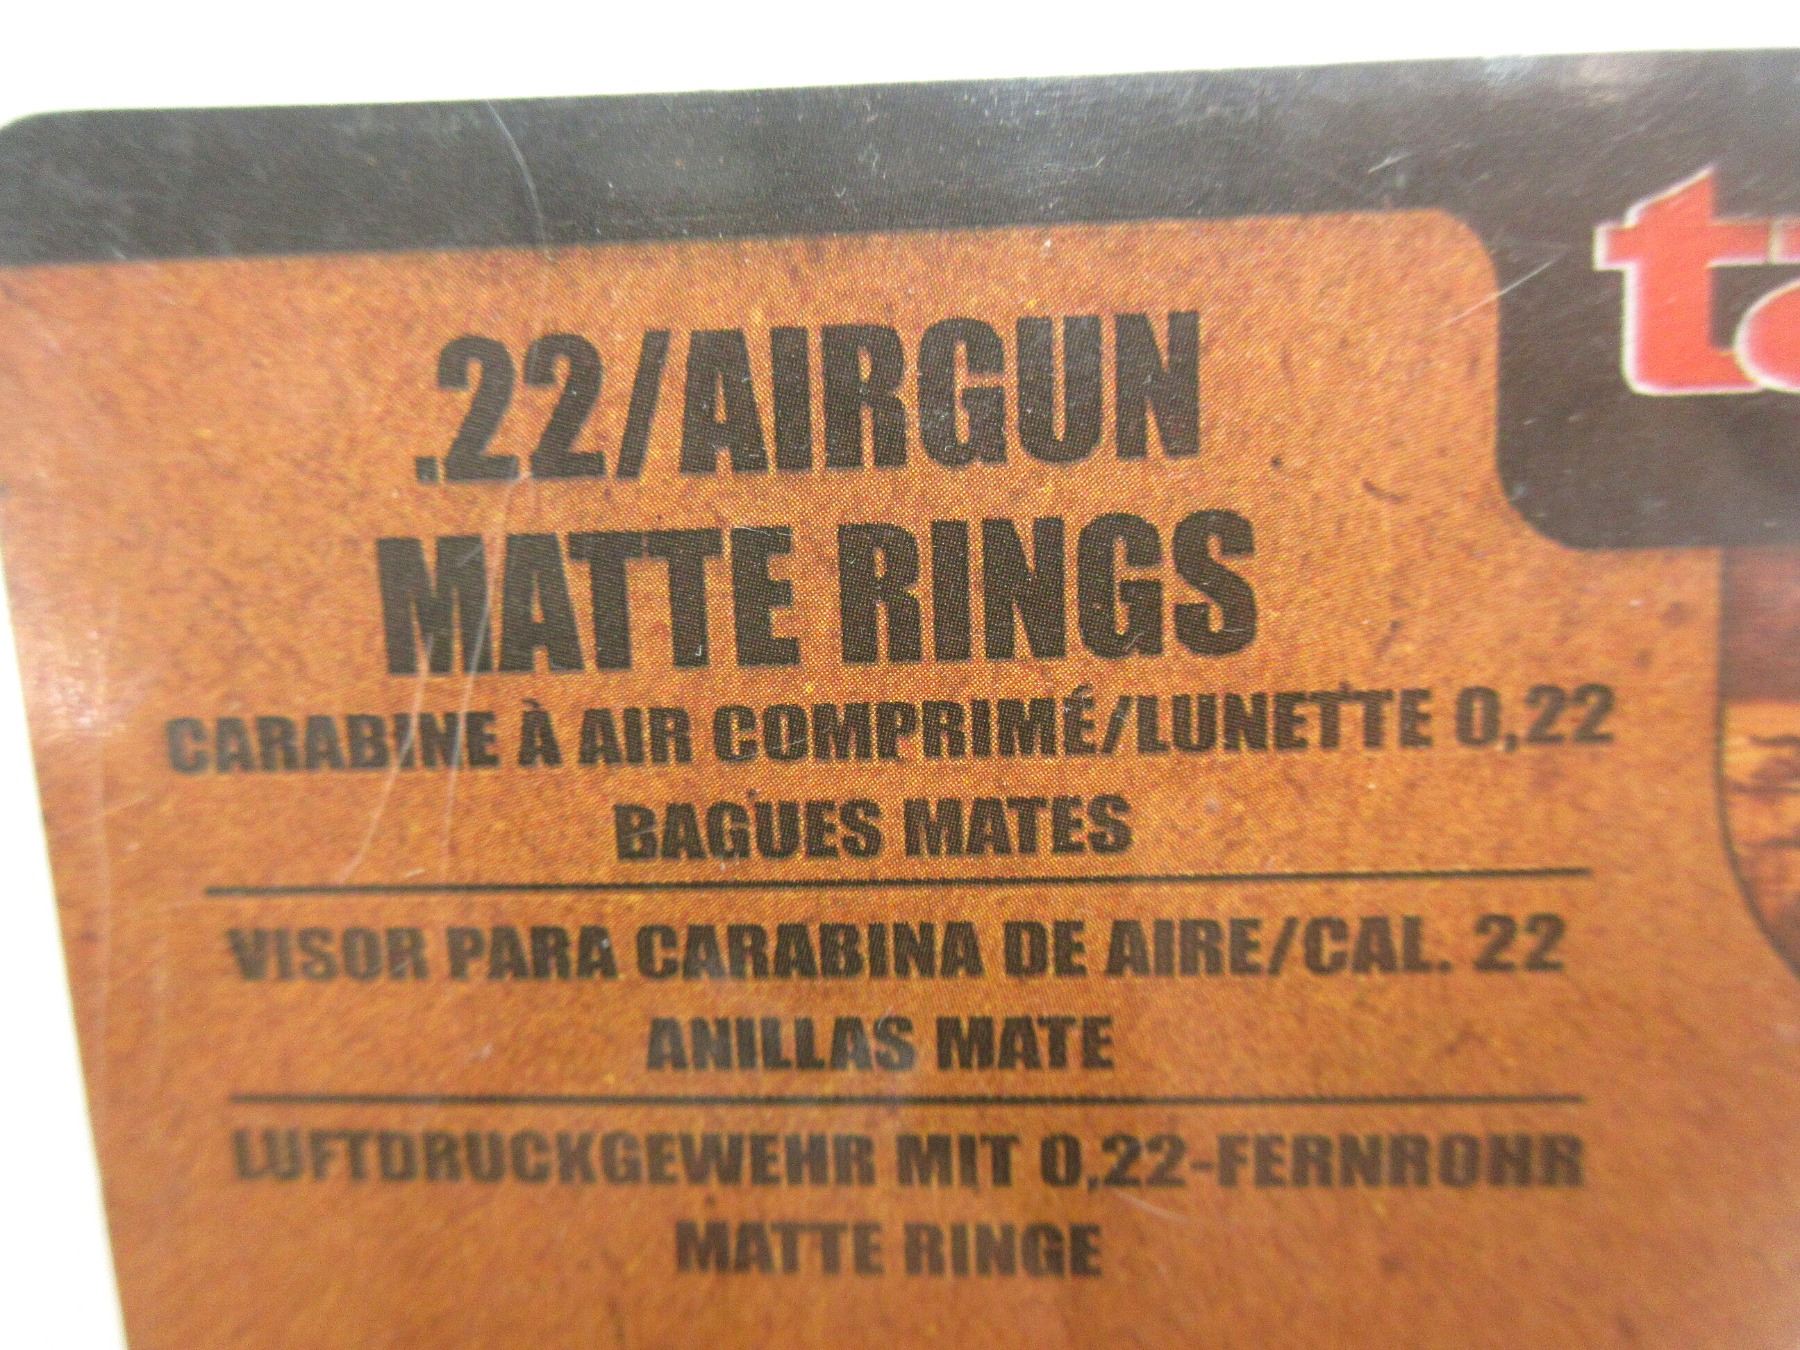 .22/AIRGUN
MATTE RINGS
CARABINE À AIR COMPRIMÉ/LUNETTE 0,22
BAGUES MATES
VISOR PARA CARABINA DE AIRE/CAL. 22
ANILLAS MATE
LUFTDRUCKGEWEHR MIT 0,22-FERNROHR
MATTE RINGE